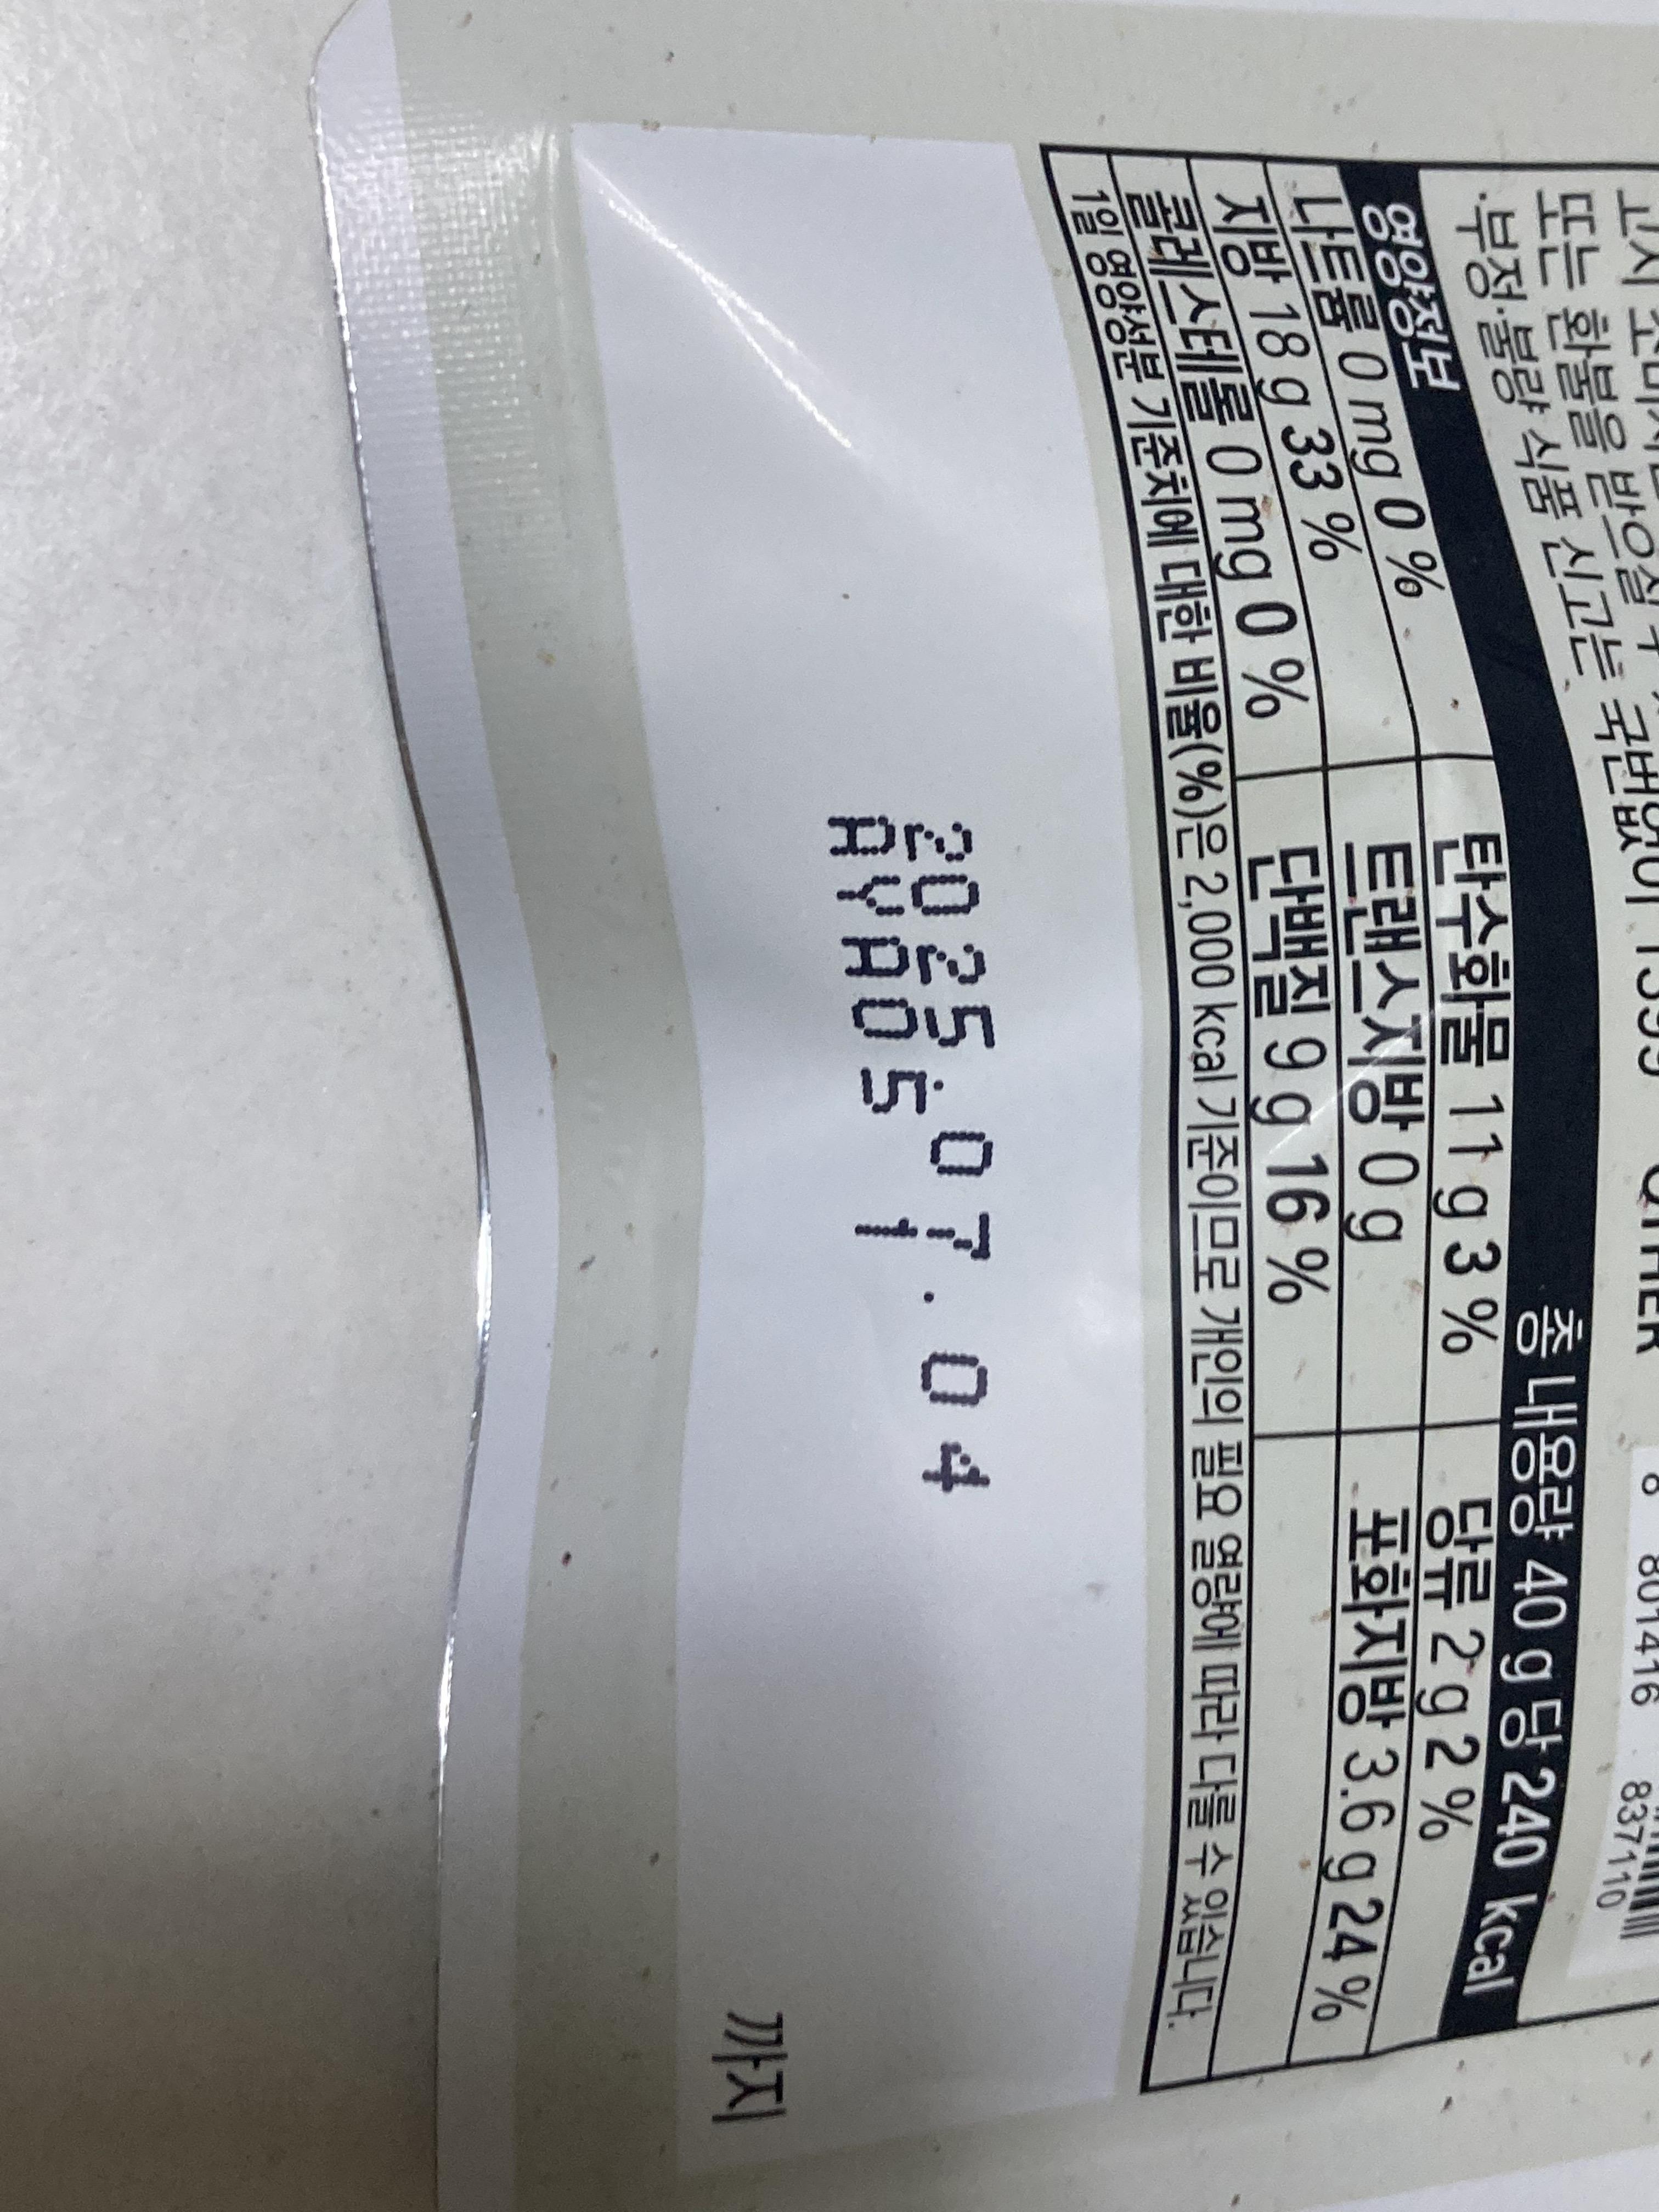 또는 환불을 받으실 수
·부정·불량 식품 신고는 국번없이 1399
OTHER
8 801416 837110
영양정보 총 내용량 40 g 당 240 kcal
나트륨 0 mg 0 % 탄수화물 11 g 3 % 당류 2 g 2 %
지방 18 g 33 % 트랜스지방 0 g 포화지방 3.6 g 24 %
콜레스테롤 0 mg 0 % 단백질 9 g 16 %
1일 영양성분 기준치에 대한 비율(%)은 2,000 kcal 기준이므로 개인의 필요 열량에 따라 다를 수 있습니다.
2025.07.04
AYA05 1
까지